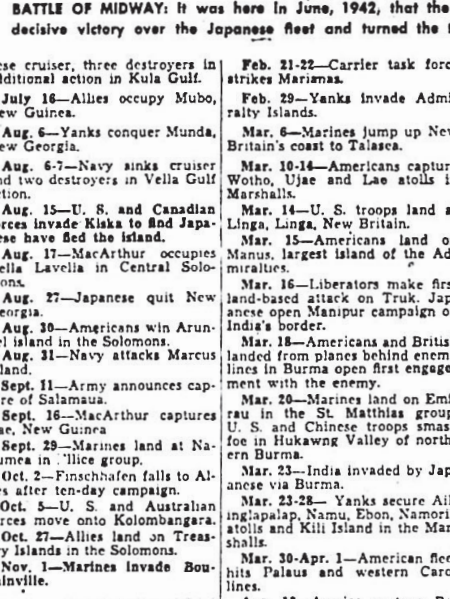 BATTLE OF MIDWAY: It was here in June, 1942, that the
decisive victory over the Japanese fleet and turned the
se cruiser, three destroyers in
dditional action in Kula Gulf.
July 16—Allies occupy Mubo,
ew Guinea.
Aug. 6—Yanks conquer Munda,
ew Georgia.
Aug. 6-7—Navy sinks cruiser
nd two destroyers in Vella Gulf
tion.
Aug. 15—U. S. and Canadian
rces invade Kiska to find Japa-
ese have fled the island.
Aug. 17—MacArthur occupies
ella Lavella in Central Solo-
ons.
Aug. 27—Japanese quit New
eorgia.
Aug. 30—Americans win Arun-
el island in the Solomons.
Aug. 31—Navy attacks Marcus
land.
Sept. 11—Army announces cap-
re of Salamaua.
Sept. 16—MacArthur captures
ae, New Guinea
Sept. 29—Marines land at Na-
umea in llice group.
Oct. 2—Finschhafen falls to Al-
es after ten-day campaign.
Oct. 5—U. S. and Australian
rces move onto Kolombangara.
Oct. 27—Allies land on Treas-
ry Islands in the Solomons.
Nov. 1—Marines invade Bou-
inville.
Feb. 21-22—Carrier task forc
strikes Marianas.
Feb. 29—Yanks invade Admi
ralty Islands.
Mar. 6—Marines jump up New
Britain's coast to Talasea.
Mar. 10-14—Americans captur
Wotho, Ujae and Lae atolls i
Marshalls.
Mar. 14—U. S. troops land a
Linga, Linga, New Britain.
Mar. 15—Americans land o
Manus, largest island of the Ad
miralties.
Mar. 16—Liberators make firs
land-based attack on Truk. Jap
anese open Manipur campaign o
India's border.
Mar. 18—Americans and Britis
landed from planes behind enem
lines in Burma open first engage
ment with the enemy.
Mar. 20—Marines land on Emi
rau in the St. Matthias group
U. S. and Chinese troops smas
foe in Hukawng Valley of north
ern Burma.
Mar. 23—India invaded by Jap
anese via Burma.
Mar. 23-28— Yanks secure Ail
inglapalap, Namu, Ebon, Namori
atolls and Kili Island in the Mar
shalls.
Mar. 30-Apr. 1—American flee
hits Palaus and western Caro
lines.